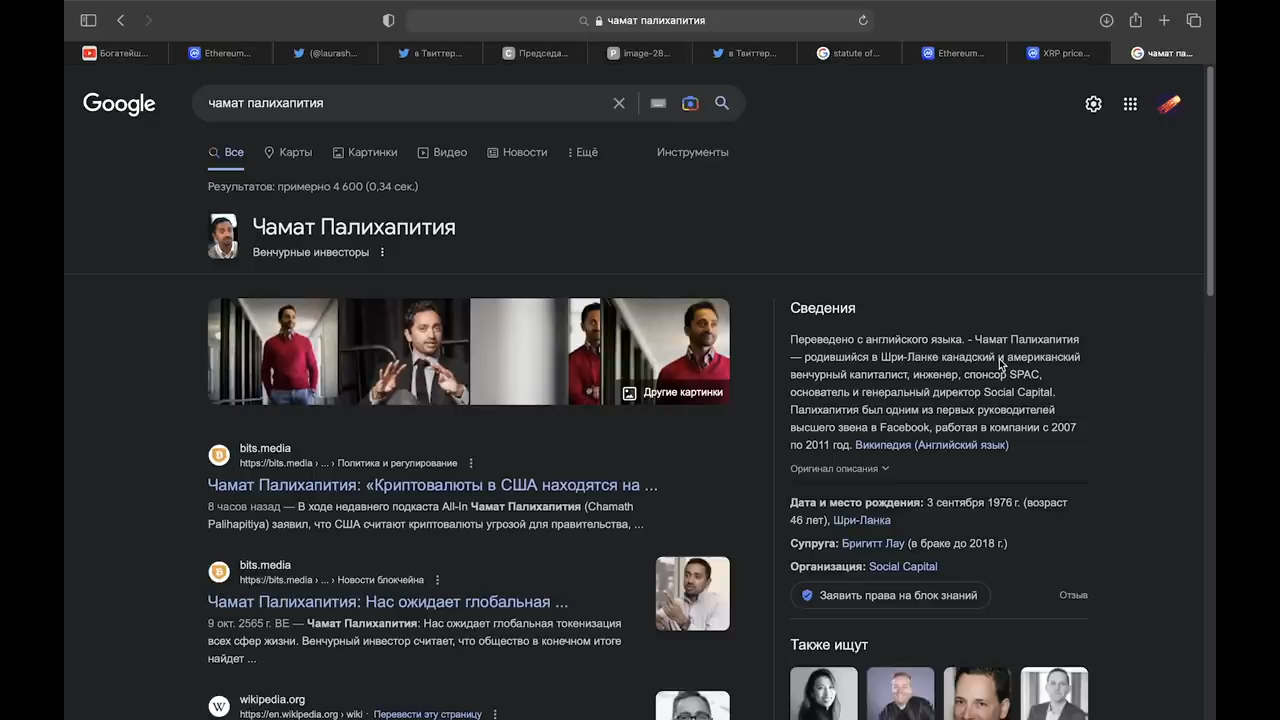 чамат палихапития
Богатейш...
Ethereum...
(@laurash...
в Твиттер...
Председа...
image-28...
в Твиттер...
statute of...
Ethereum...
XRP price...
чамат па...
Google
чамат палихапития
Все
Карты
Картинки
Видео
Новости
Ещё
Инструменты
Результатов: примерно 4 600 (0,34 сек.)
Чамат Палихапития
Венчурные инвесторы
Другие картинки
bits.media
https://bits.media › ... › Политика и регулирование
Чамат Палихапития: «Криптовалюты в США находятся на ...
8 часов назад — В ходе недавнего подкаста All-In Чамат Палихапития (Chamath
Palihapitiya) заявил, что США считают криптовалюты угрозой для правительства, ...
bits.media
https://bits.media › ... › Новости блокчейна
Чамат Палихапития: Нас ожидает глобальная ...
9 окт. 2565 г. BE — Чамат Палихапития: Нас ожидает глобальная токенизация
всех сфер жизни. Венчурный инвестор считает, что общество в конечном итоге
найдет ...
wikipedia.org
https://en.wikipedia.org › wiki · Перевести эту страницу
Сведения
Переведено с английского языка. - Чамат Палихапития
— родившийся в Шри-Ланке канадский и американский
венчурный капиталист, инженер, спонсор SPAC,
основатель и генеральный директор Social Capital.
Палихапития был одним из первых руководителей
высшего звена в Facebook, работая в компании с 2007
по 2011 год. Википедия (Английский язык)
Оригинал описания
Дата и место рождения: 3 сентября 1976 г. (возраст
46 лет), Шри-Ланка
Супруга: Бригитт Лау (в браке до 2018 г.)
Организация: Social Capital
Заявить права на блок знаний
Отзыв
Также ищут